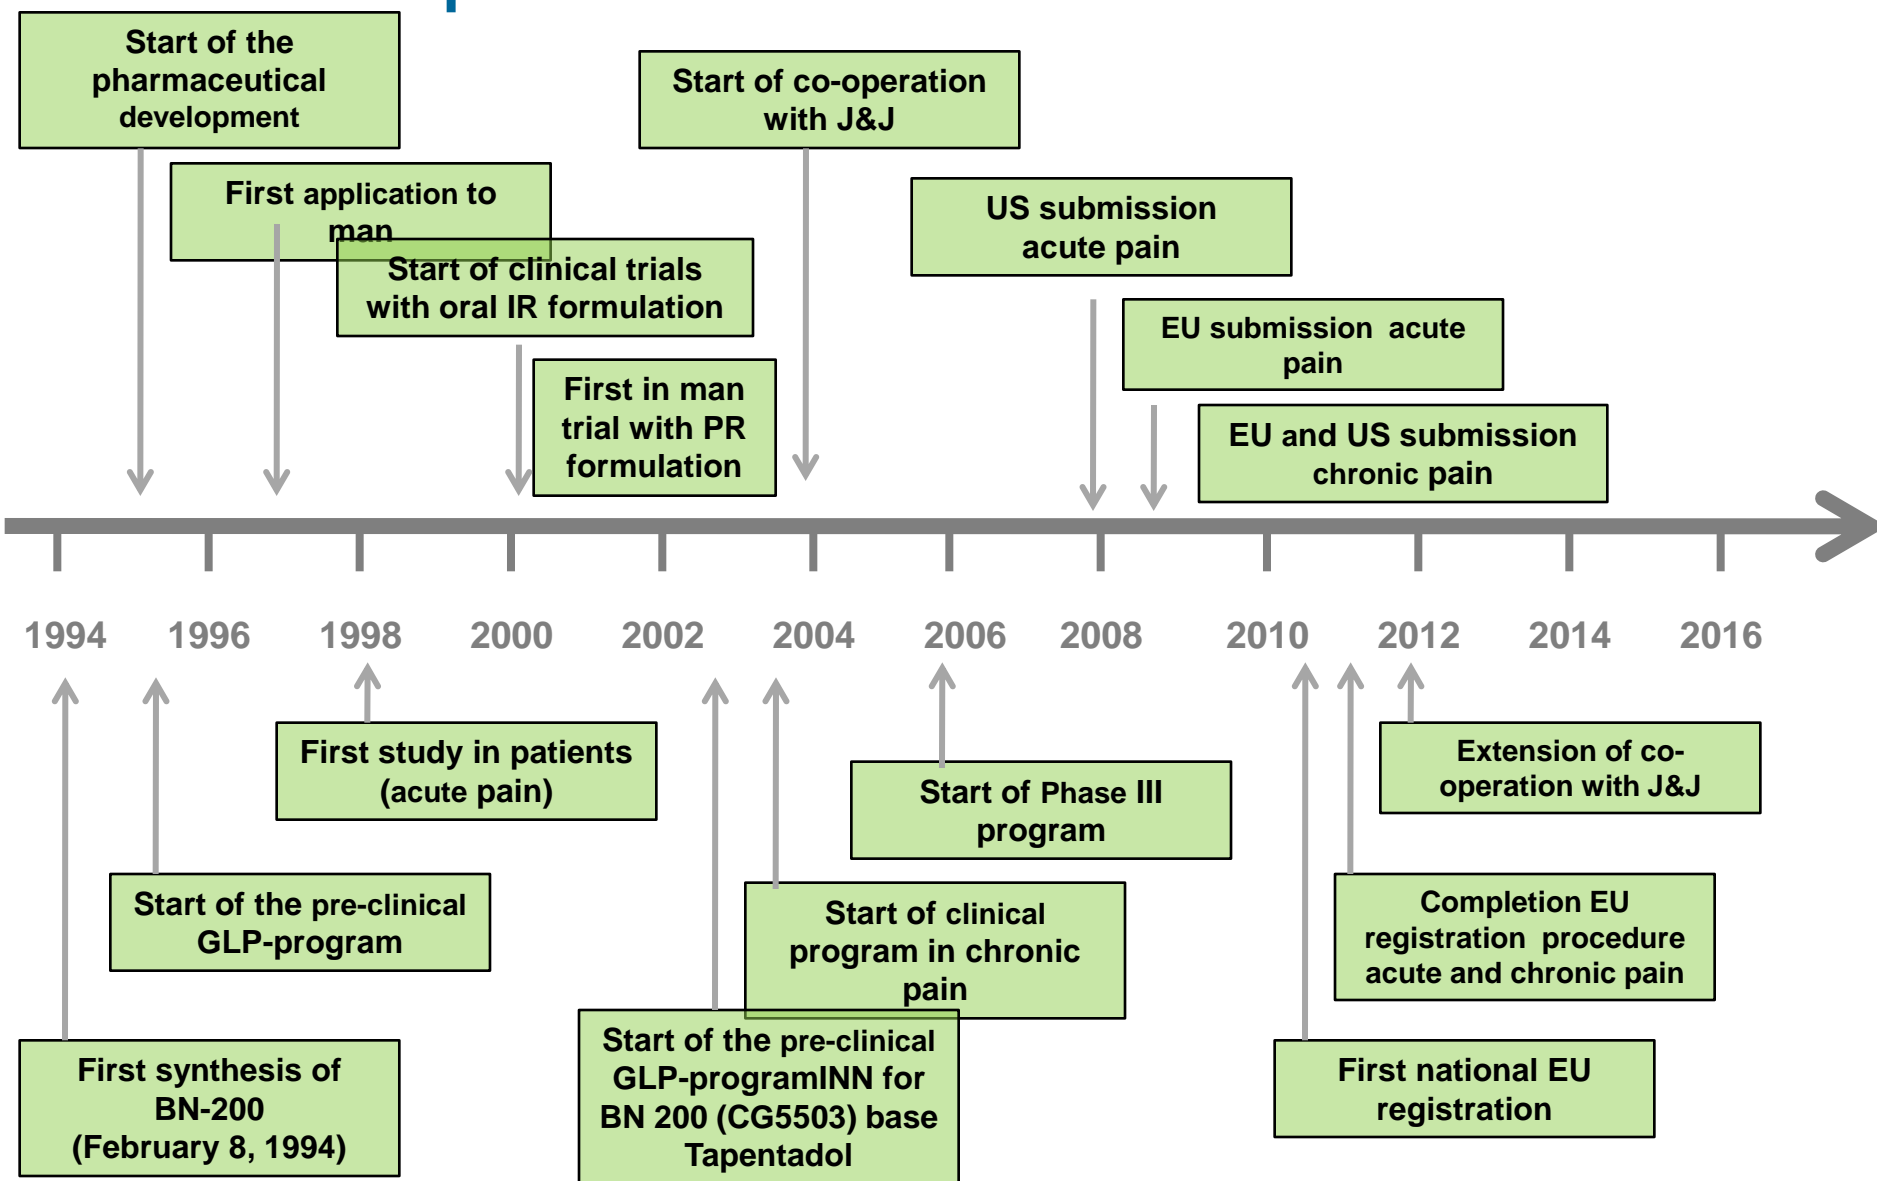 Start of the
pharmaceutical
development
Start of co-operation
with J&J
First application to
man
US submission
acute pain
Start of clinical trials
with oral IR formulation
EU submission acute
pain
First in man
trial with PR
formulation
EU and US submission
chronic pain
1994 1996 1998 2000 2002 2004 2006 2008 2010 2012 2014 2016
First study in patients
(acute pain)
Extension of co-
operation with J&J
Start of Phase III
program
Start of the pre-clinical
GLP-program
Start of clinical
program in chronic
pain
Completion EU
registration procedure
acute and chronic pain
First synthesis of
BN-200
(February 8, 1994)
Start of the pre-clinical
GLP-programINN for
BN 200 (CG5503) base
Tapentadol
First national EU
registration